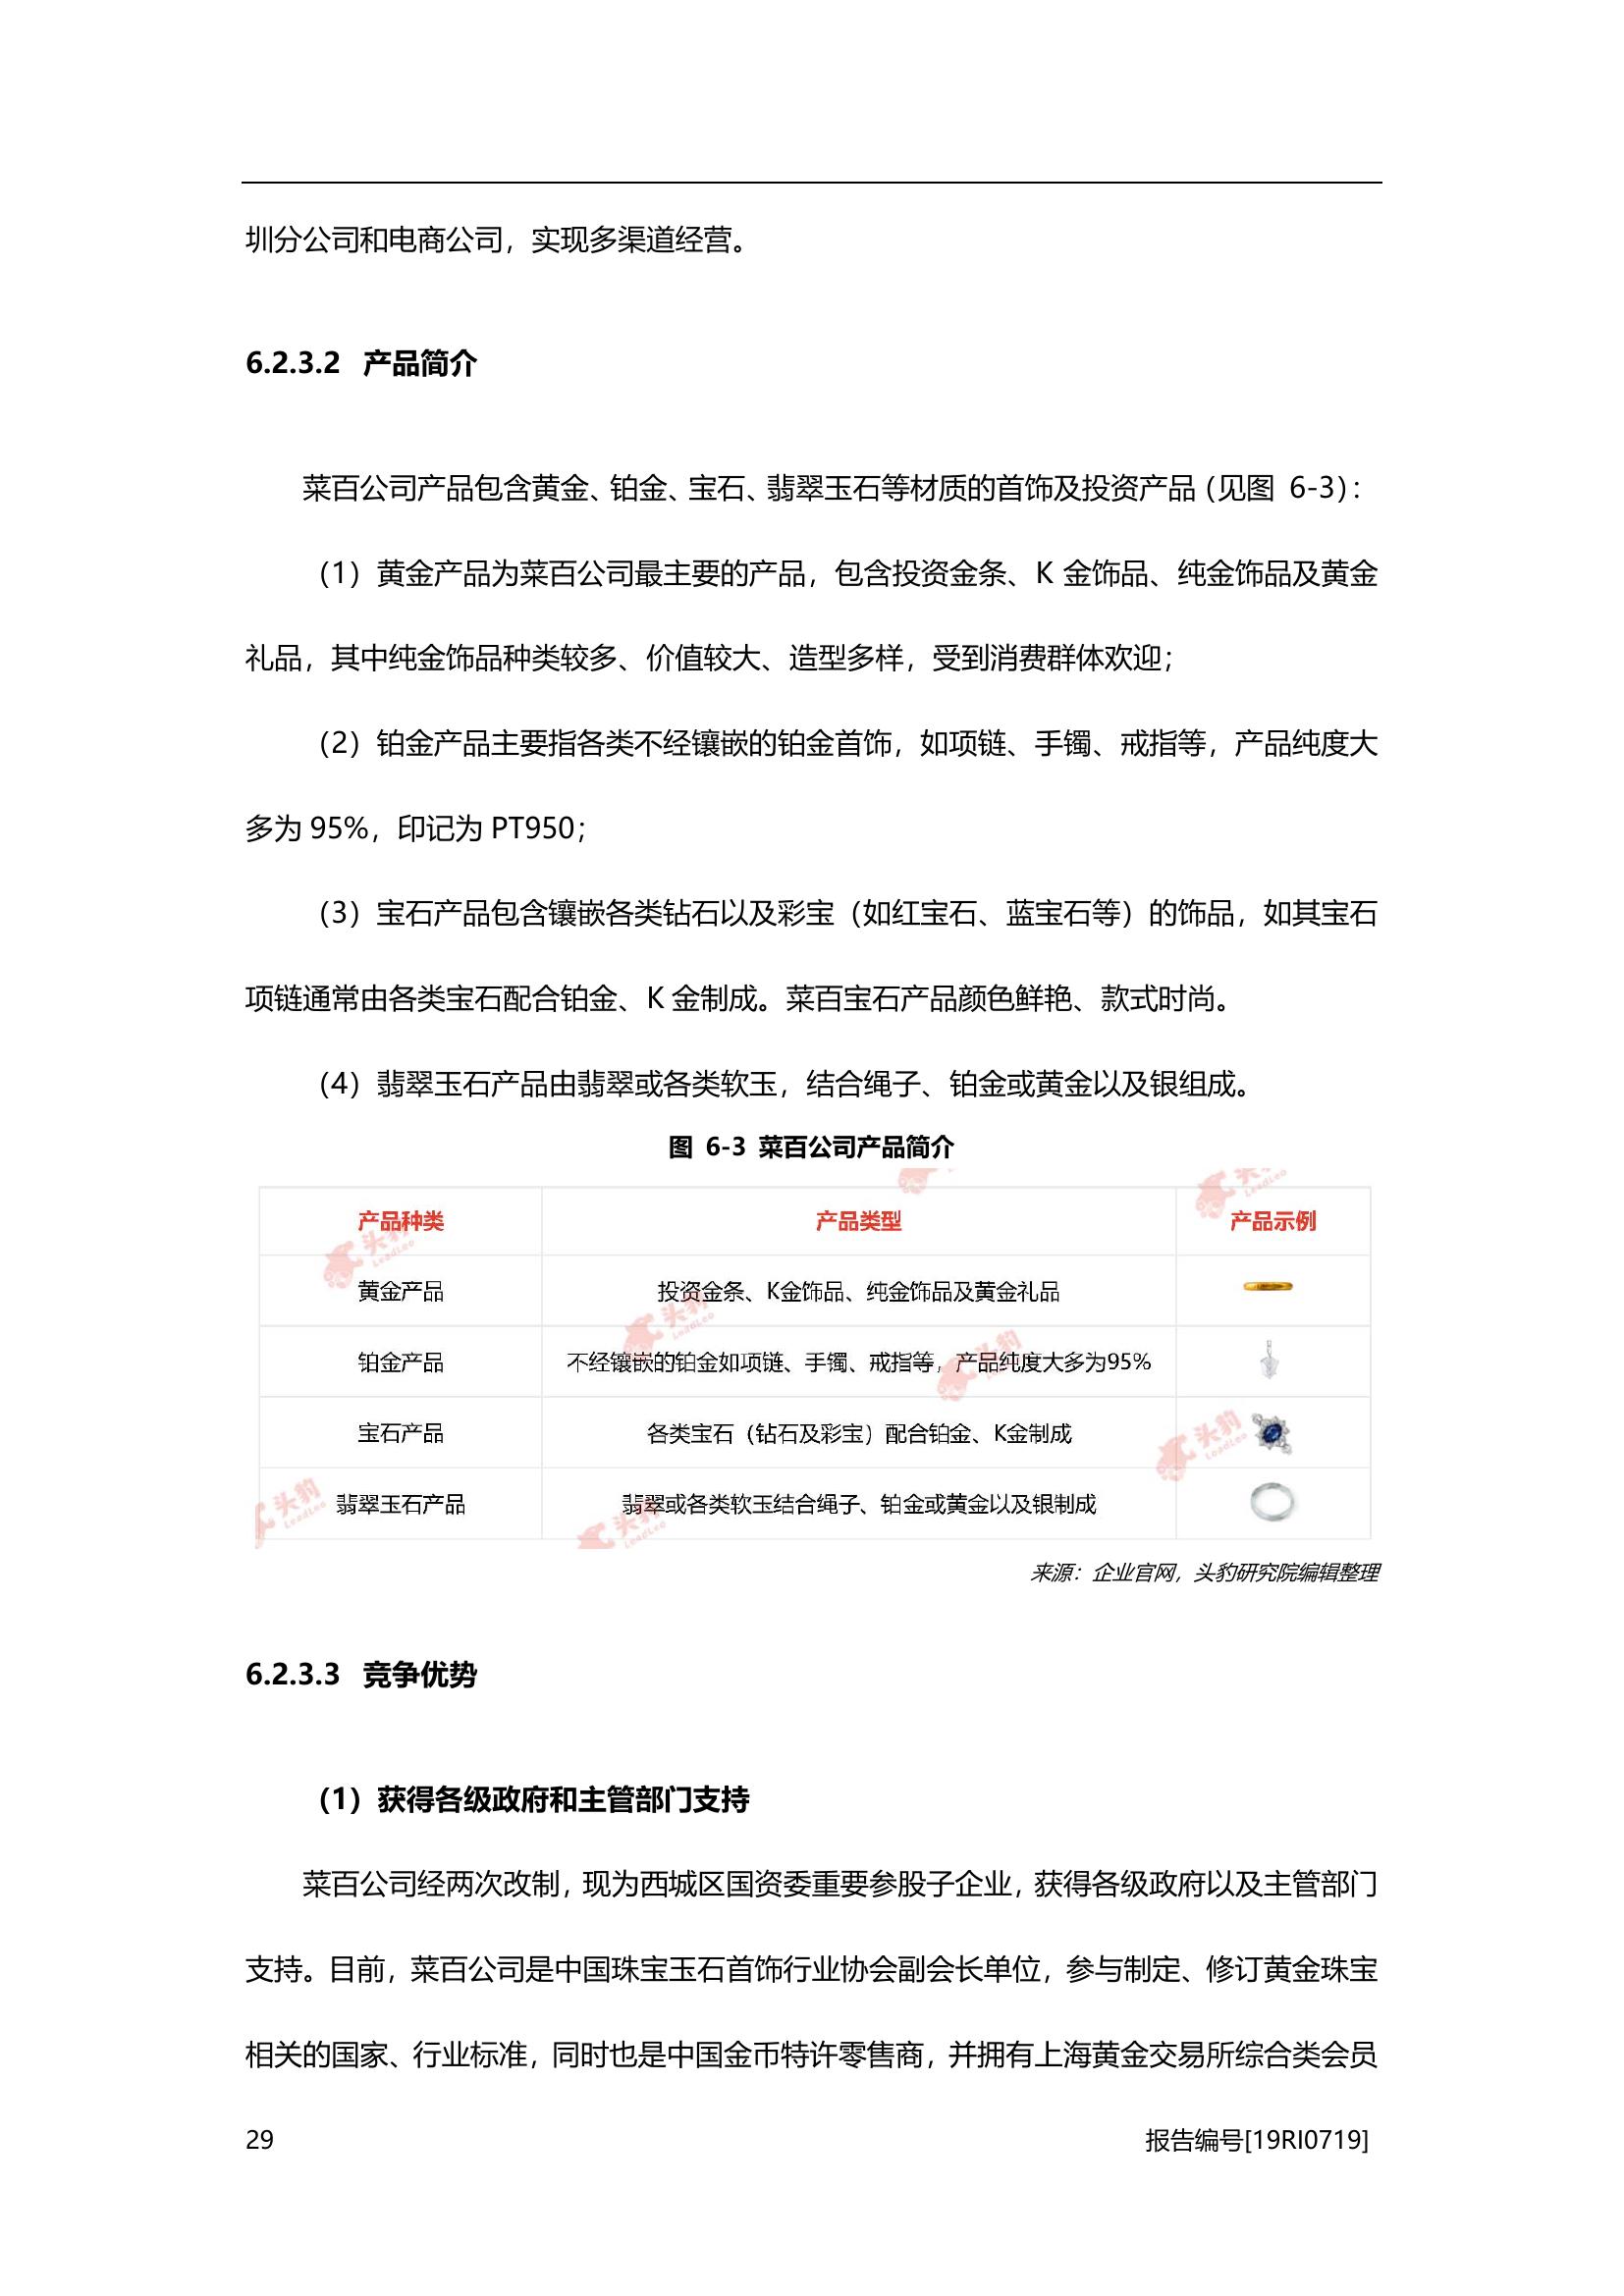 圳分公司和电商公司，实现多渠道经营。
6.2.3.2 产品简介
菜百公司产品包含黄金、铂金、宝石、翡翠玉石等材质的首饰及投资产品（见图 6-3）：
（1）黄金产品为菜百公司最主要的产品，包含投资金条、K 金饰品、纯金饰品及黄金
礼品，其中纯金饰品种类较多、价值较大、造型多样，受到消费群体欢迎；
（2）铂金产品主要指各类不经镶嵌的铂金首饰，如项链、手镯、戒指等，产品纯度大
多为 95%，印记为 PT950；
（3）宝石产品包含镶嵌各类钻石以及彩宝（如红宝石、蓝宝石等）的饰品，如其宝石
项链通常由各类宝石配合铂金、K 金制成。菜百宝石产品颜色鲜艳、款式时尚。
（4）翡翠玉石产品由翡翠或各类软玉，结合绳子、铂金或黄金以及银组成。
图 6-3 菜百公司产品简介
产品种类 产品类型 产品示例
黄金产品 投资金条、K金饰品、纯金饰品及黄金礼品
铂金产品 不经镶嵌的铂金如项链、手镯、戒指等，产品纯度大多为95%
宝石产品 各类宝石（钻石及彩宝）配合铂金、K金制成
翡翠玉石产品 翡翠或各类软玉结合绳子、铂金或黄金以及银制成
头豹
LeadLeo
来源：企业官网，头豹研究院编辑整理
6.2.3.3 竞争优势
（1）获得各级政府和主管部门支持
菜百公司经两次改制，现为西城区国资委重要参股子企业，获得各级政府以及主管部门
支持。目前，菜百公司是中国珠宝玉石首饰行业协会副会长单位，参与制定、修订黄金珠宝
相关的国家、行业标准，同时也是中国金币特许零售商，并拥有上海黄金交易所综合类会员
29 报告编号[19RI0719]